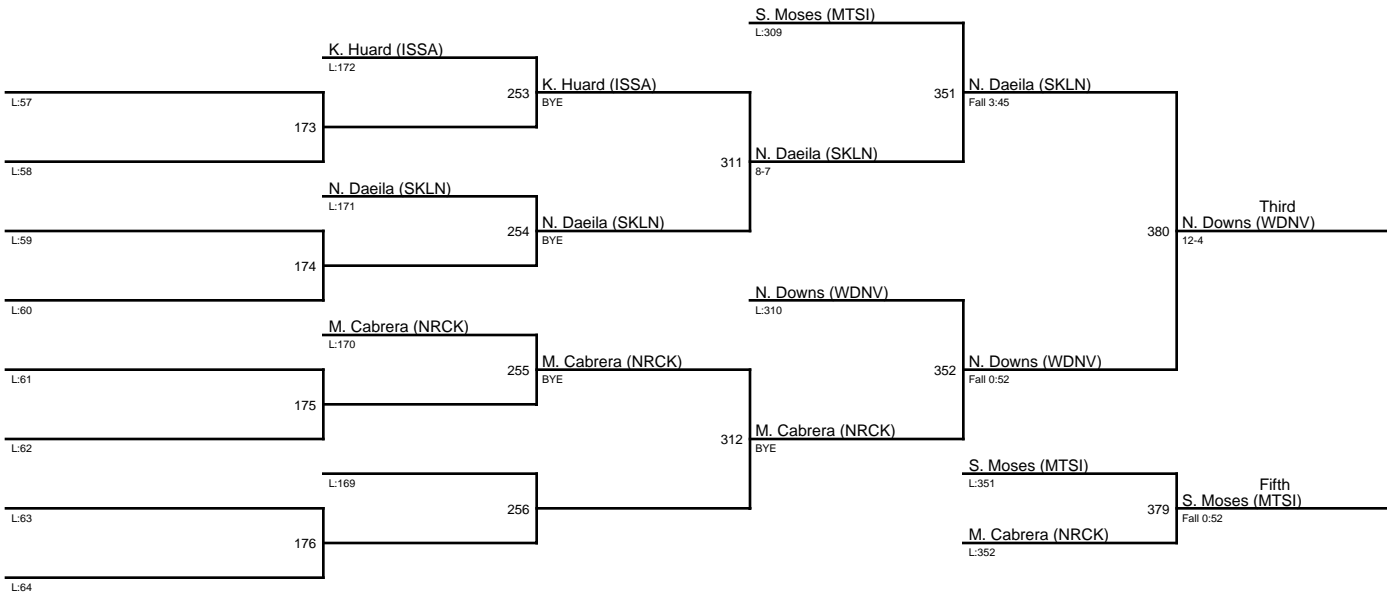 S. Moses (MTSI)
L:309
K. Huard (ISSA)
L:172
253
K. Huard (ISSA)
BYE
351
N. Daeila (SKLN)
Fall 3:45
L:57
173
L:58
311
N. Daeila (SKLN)
8-7
N. Daeila (SKLN)
L:171
254
N. Daeila (SKLN)
BYE
L:59
174
L:60
380
Third
N. Downs (WDNV)
12-4
N. Downs (WDNV)
L:310
M. Cabrera (NRCK)
L:170
255
M. Cabrera (NRCK)
BYE
352
N. Downs (WDNV)
Fall 0:52
L:61
175
L:62
312
M. Cabrera (NRCK)
BYE
L:169
256
L:63
176
L:64
S. Moses (MTSI)
L:351
379
Fifth
S. Moses (MTSI)
Fall 0:52
M. Cabrera (NRCK)
L:352